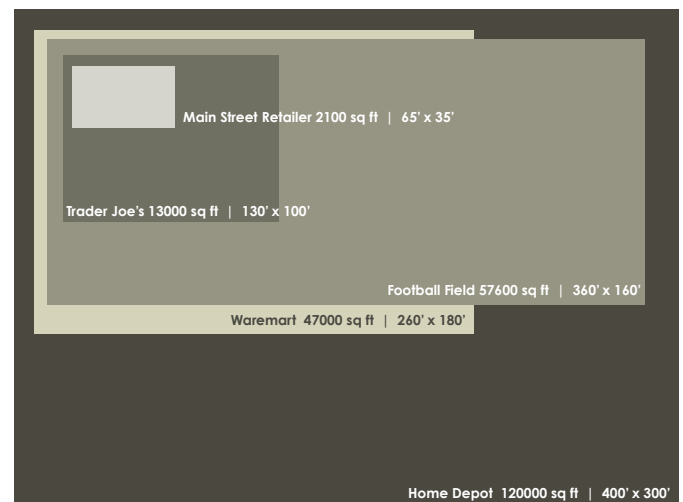 Main Street Retailer 2100 sq ft | 65' x 35'
Trader Joe's 13000 sq ft | 130' x 100'
Football Field 57600 sq ft | 360' x 160'
Waremart 47000 sq ft | 260' x 180'
Home Depot 120000 sq ft | 400' x 300'